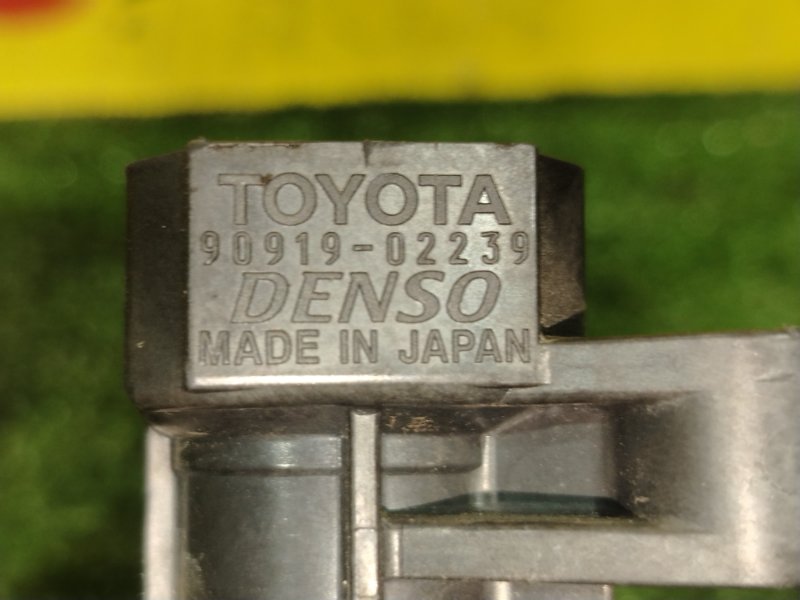 TOYOTA
90919-02239
DENSO
MADE IN JAPAN